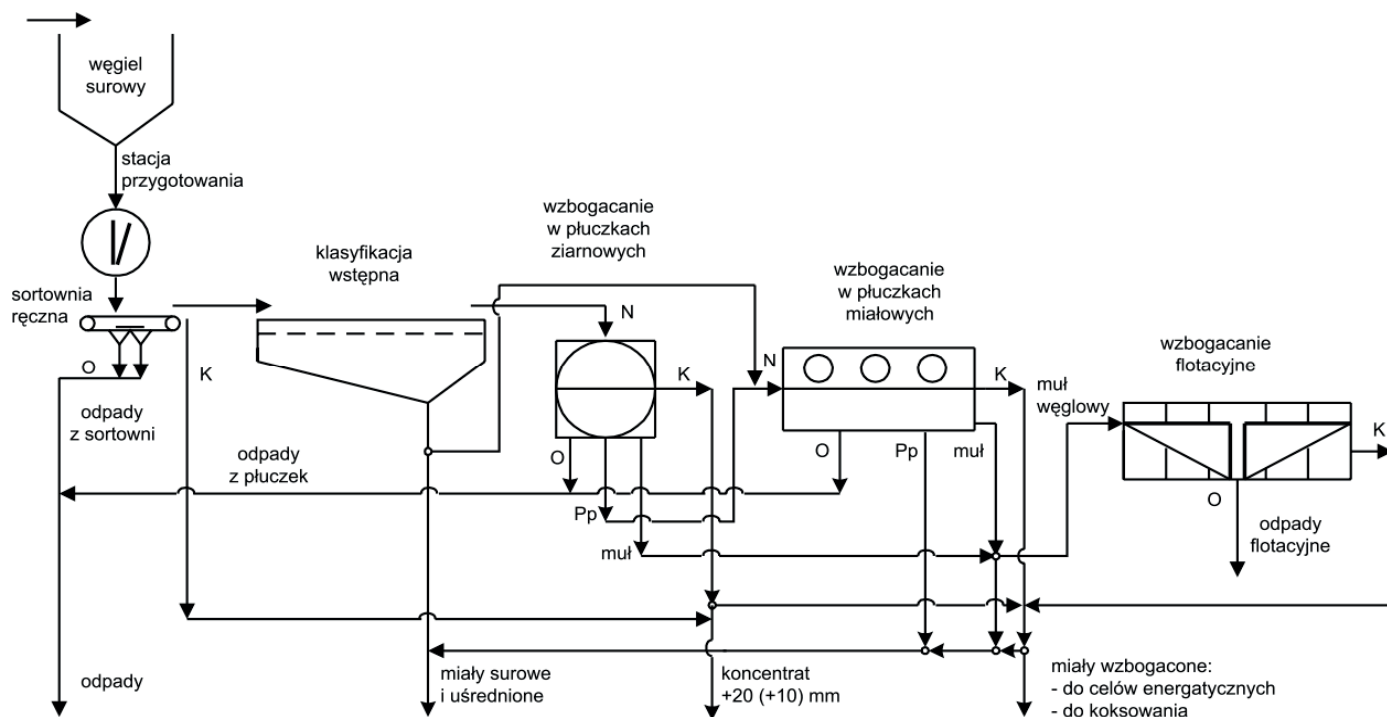 węgiel
surowy
stacja
przygotowania
sortownia
ręczna
O
K
odpady
z sortowni
klasyfikacja
wstępna
wzbogacanie
w płuczkach
ziarnowych
N
K
O
Pp
muł
odpady
z płuczek
wzbogacanie
w płuczkach
miałowych
N
K
O
Pp
muł
muł
węglowy
wzbogacanie
flotacyjne
K
O
odpady
flotacyjne
odpady
miały surowe
i uśrednione
koncentrat
+20 (+10) mm
miały wzbogacone:
- do celów energatycznych
- do koksowania